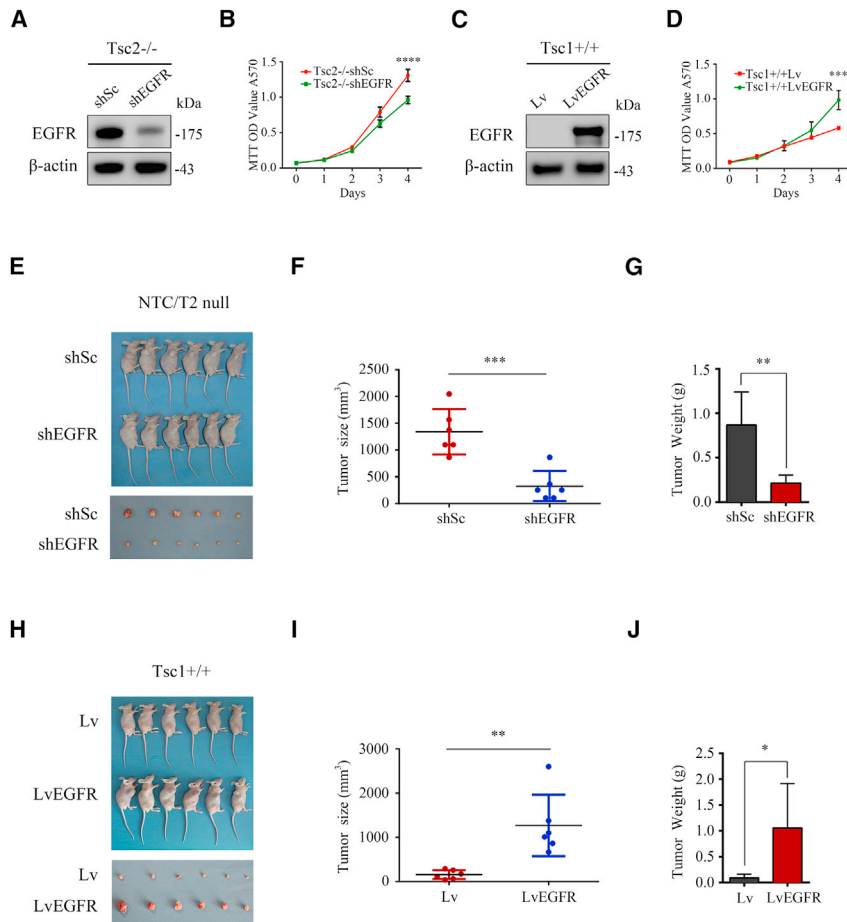 A
Tsc2-/-
shSc
shEGFR
kDa
EGFR
-175
β-actin
-43
B
MTT OD Value A570
1.5
1.0
0.5
0.0
Tsc2-/-shSc
Tsc2-/-shEGFR
****
0 1 2 3 4
Days
C
Tsc1+/+
Lv
LvEGFR
kDa
EGFR
-175
β-actin
-43
D
MTT OD Value A570
1.5
1.0
0.5
0.0
Tsc1+/+Lv
Tsc1+/+LvEGFR
***
0 1 2 3 4
Days
E
NTC/T2 null
shSc
shEGFR
shSc
shEGFR
F
Tumor size (mm³)
2500
2000
1500
1000
500
0
***
shSc shEGFR
G
Tumor Weight (g)
1.5
1.0
0.5
0.0
**
shSc shEGFR
H
Tsc1+/+
Lv
LvEGFR
Lv
LvEGFR
I
Tumor size (mm³)
3000
2000
1000
0
**
Lv LvEGFR
J
Tumor Weight (g)
2.5
2.0
1.5
1.0
0.5
0.0
*
Lv LvEGFR